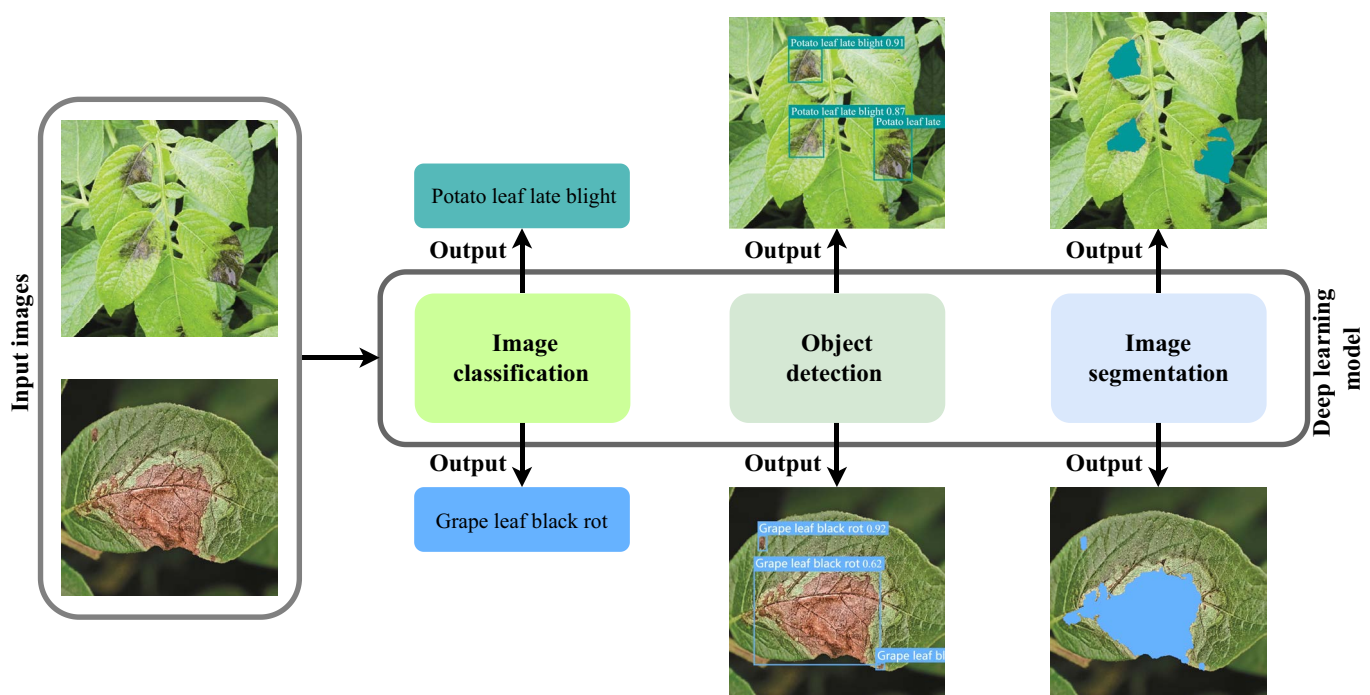 Input images
Potato leaf late blight
Output
Image
classification
Output
Grape leaf black rot
Potato leaf late blight 0.91
Potato leaf late blight 0.87
Potato leaf late
Output
Object
detection
Output
Grape leaf black rot 0.92
Grape leaf black rot 0.62
Grape leaf bl
Output
Image
segmentation
Output
Deep learning
model